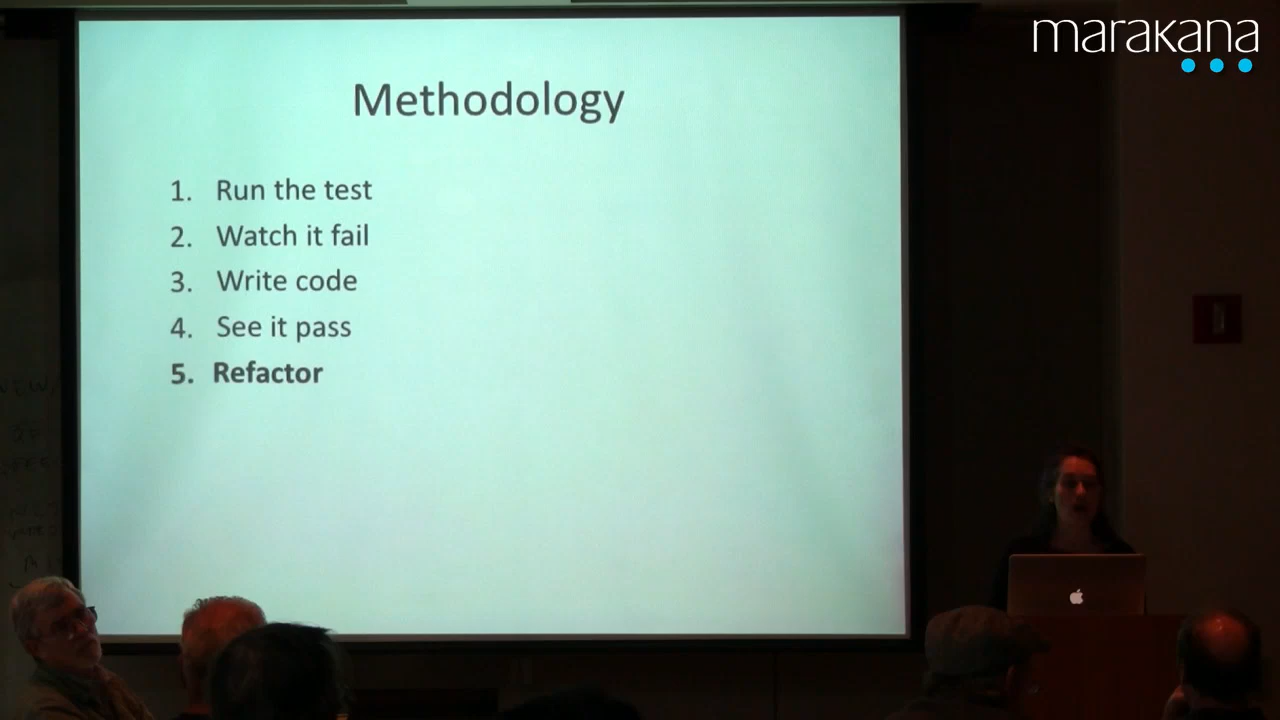 marakana
Methodology
1. Run the test
2. Watch it fail
3. Write code
4. See it pass
5. Refactor